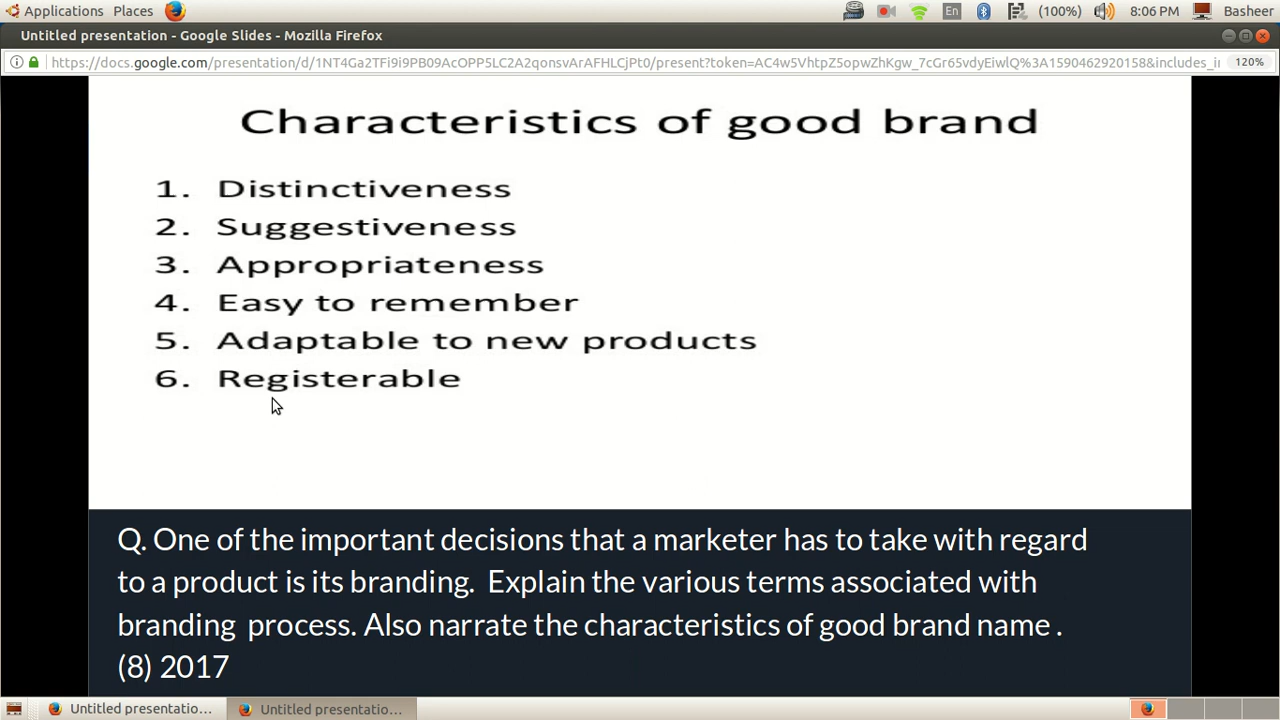 Applications Places En (100%) 8:06 PM Basheer
Untitled presentation - Google Slides - Mozilla Firefox
https://docs.google.com/presentation/d/1NT4Ga2TFi9i9PB09AcOPP5LC2A2qonsvArAFHLCjPt0/present?token=AC4w5VhtpZ5opwZhKgw_7cGr65vdyEiwlQ%3A1590462920158&includes_i 120%
Characteristics of good brand
1. Distinctiveness
2. Suggestiveness
3. Appropriateness
4. Easy to remember
5. Adaptable to new products
6. Registerable
Q. One of the important decisions that a marketer has to take with regard
to a product is its branding. Explain the various terms associated with
branding process. Also narrate the characteristics of good brand name .
(8) 2017
Untitled presentatio... Untitled presentatio...